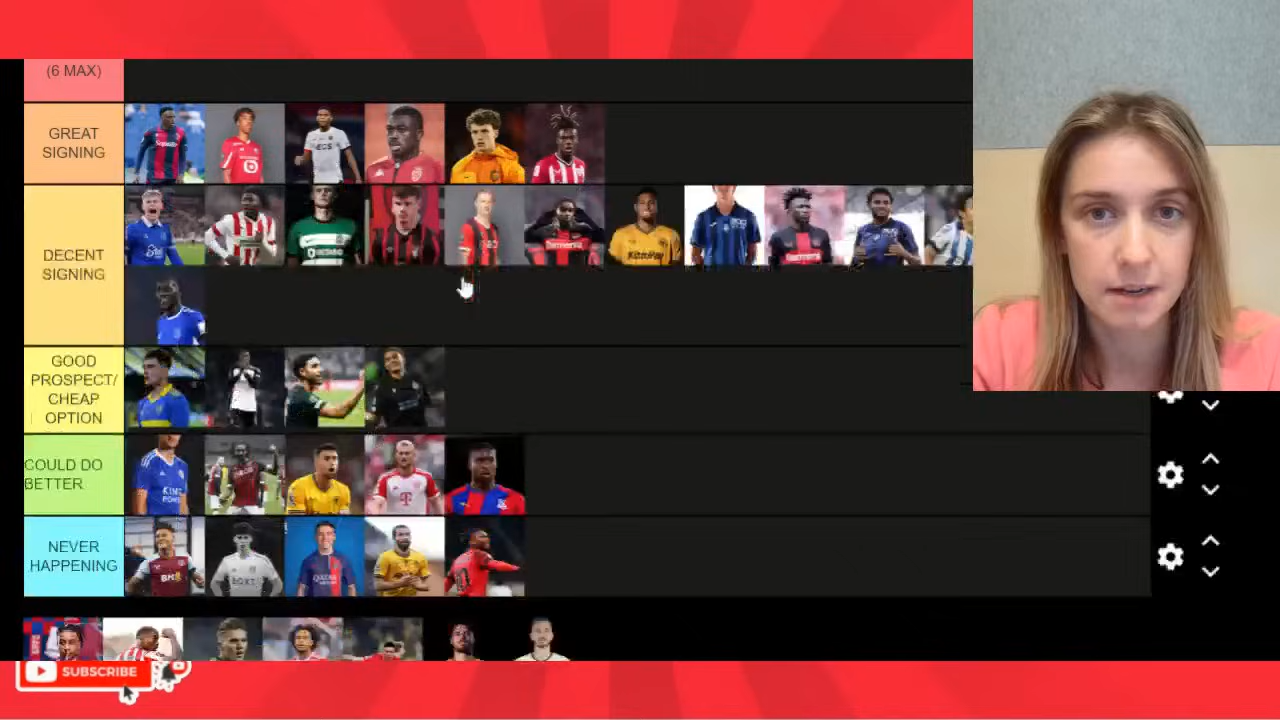 (6 MAX)
GREAT
SIGNING
DECENT
SIGNING
GOOD
PROSPECT/
CHEAP
OPTION
COULD DO
BETTER
NEVER
HAPPENING
SUBSCRIBE